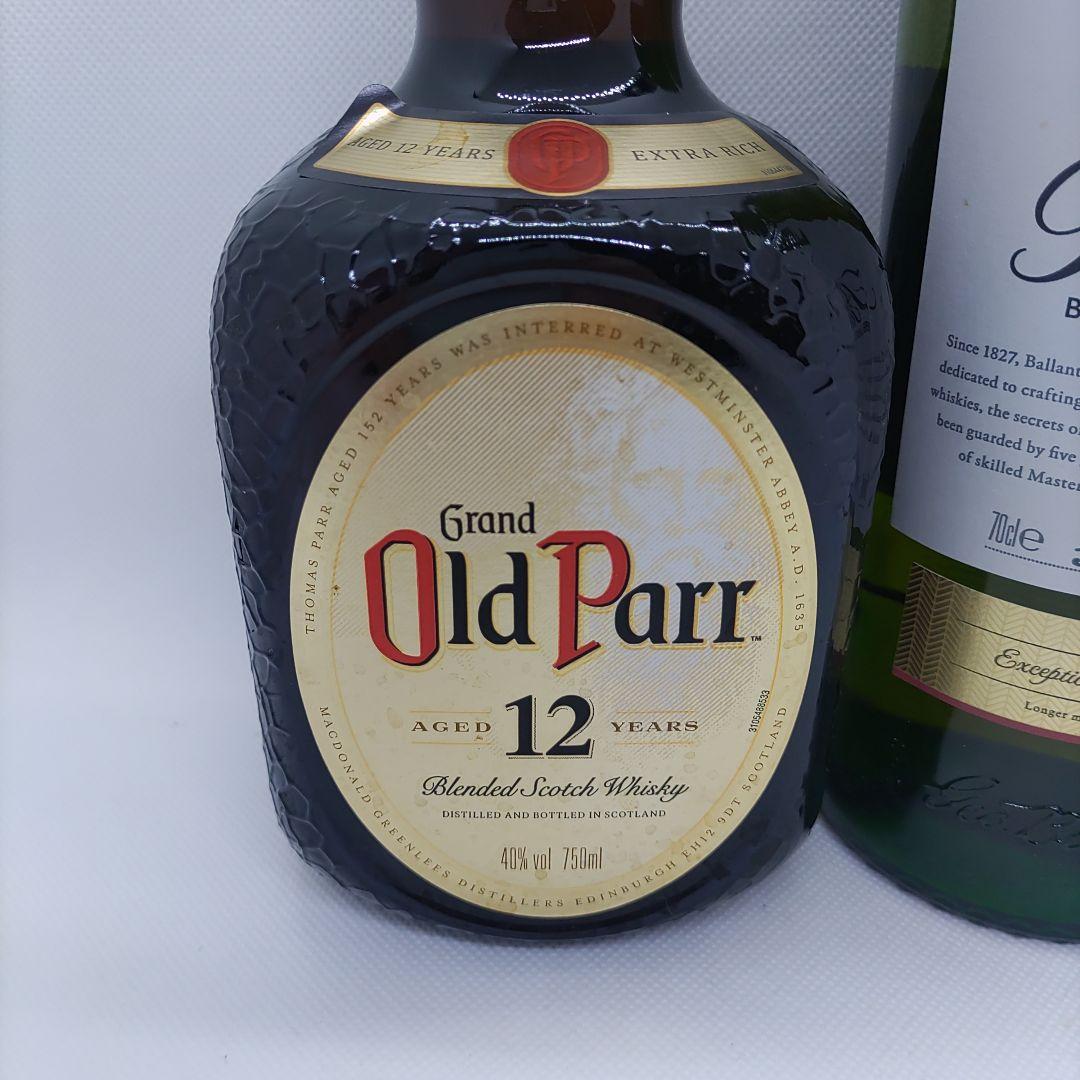 AGED 12 YEARS
EXTRA RICH
THOMAS PARR AGED 152 YEARS WAS INTERRED AT WESTMINSTER ABBEY A.D. 1635
Grand
Old Parr™
AGED 12 YEARS
Blended Scotch Whisky
DISTILLED AND BOTTLED IN SCOTLAND
40% vol 750ml
3105488533
MACDONALD GREENLEES DISTILLERS EDINBURGH EH12 9DT SCOTLAND
B
Since 1827, Ballant
dedicated to crafting
whiskies, the secrets o
been guarded by five
of skilled Master
70cl e
Exceptio
Longer m